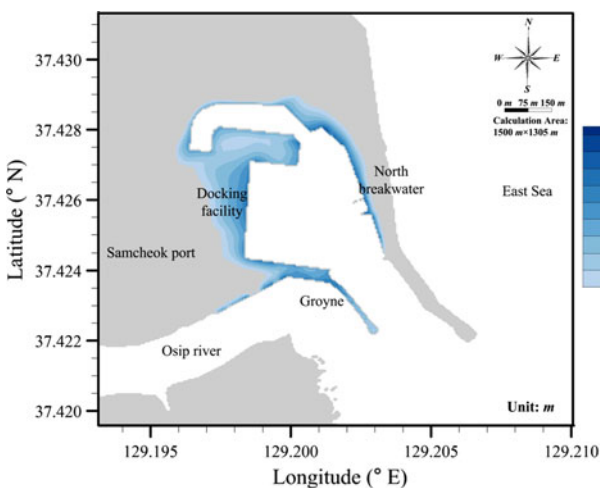 37.430
37.428
37.426
37.424
37.422
37.420
Latitude (° N)
129.195
129.200
129.205
129.210
Longitude (° E)
N
W
E
S
0 m 75 m 150 m
Calculation Area:
1500 m×1305 m
North
breakwater
East Sea
Docking
facility
Samcheok port
Groyne
Osip river
Unit: m